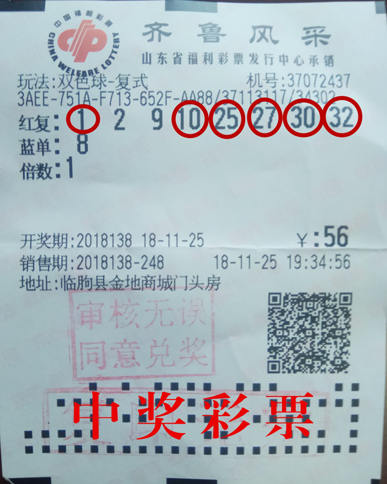 中国福利彩票
CHINA WELFARE LOTTERY
齐鲁风采
山东省福利彩票发行中心承销
玩法:双色球-复式 机号:37072437
3AEE-751A-F713-652F-AA88/37113117/34302
红复: 1 2 9 10 25 27 30 32
蓝单: 8
倍数:1
开奖期:2018138 18-11-25 ￥:56
销售期:2018138-248 18-11-25 19:34:56
地址:临朐县金地商城门头房
审核无误
同意兑奖
中奖彩票